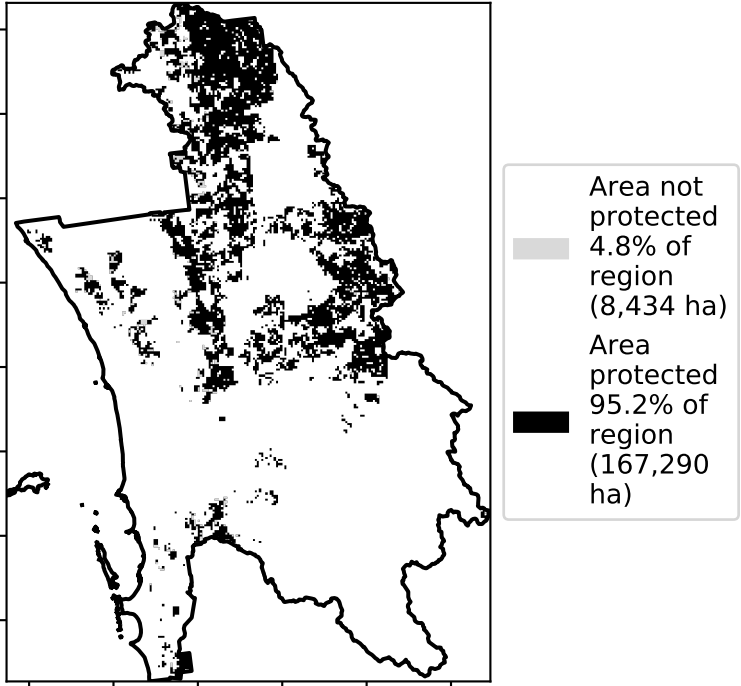 Area not
protected
4.8% of
region
(8,434 ha)
Area
protected
95.2% of
region
(167,290
ha)